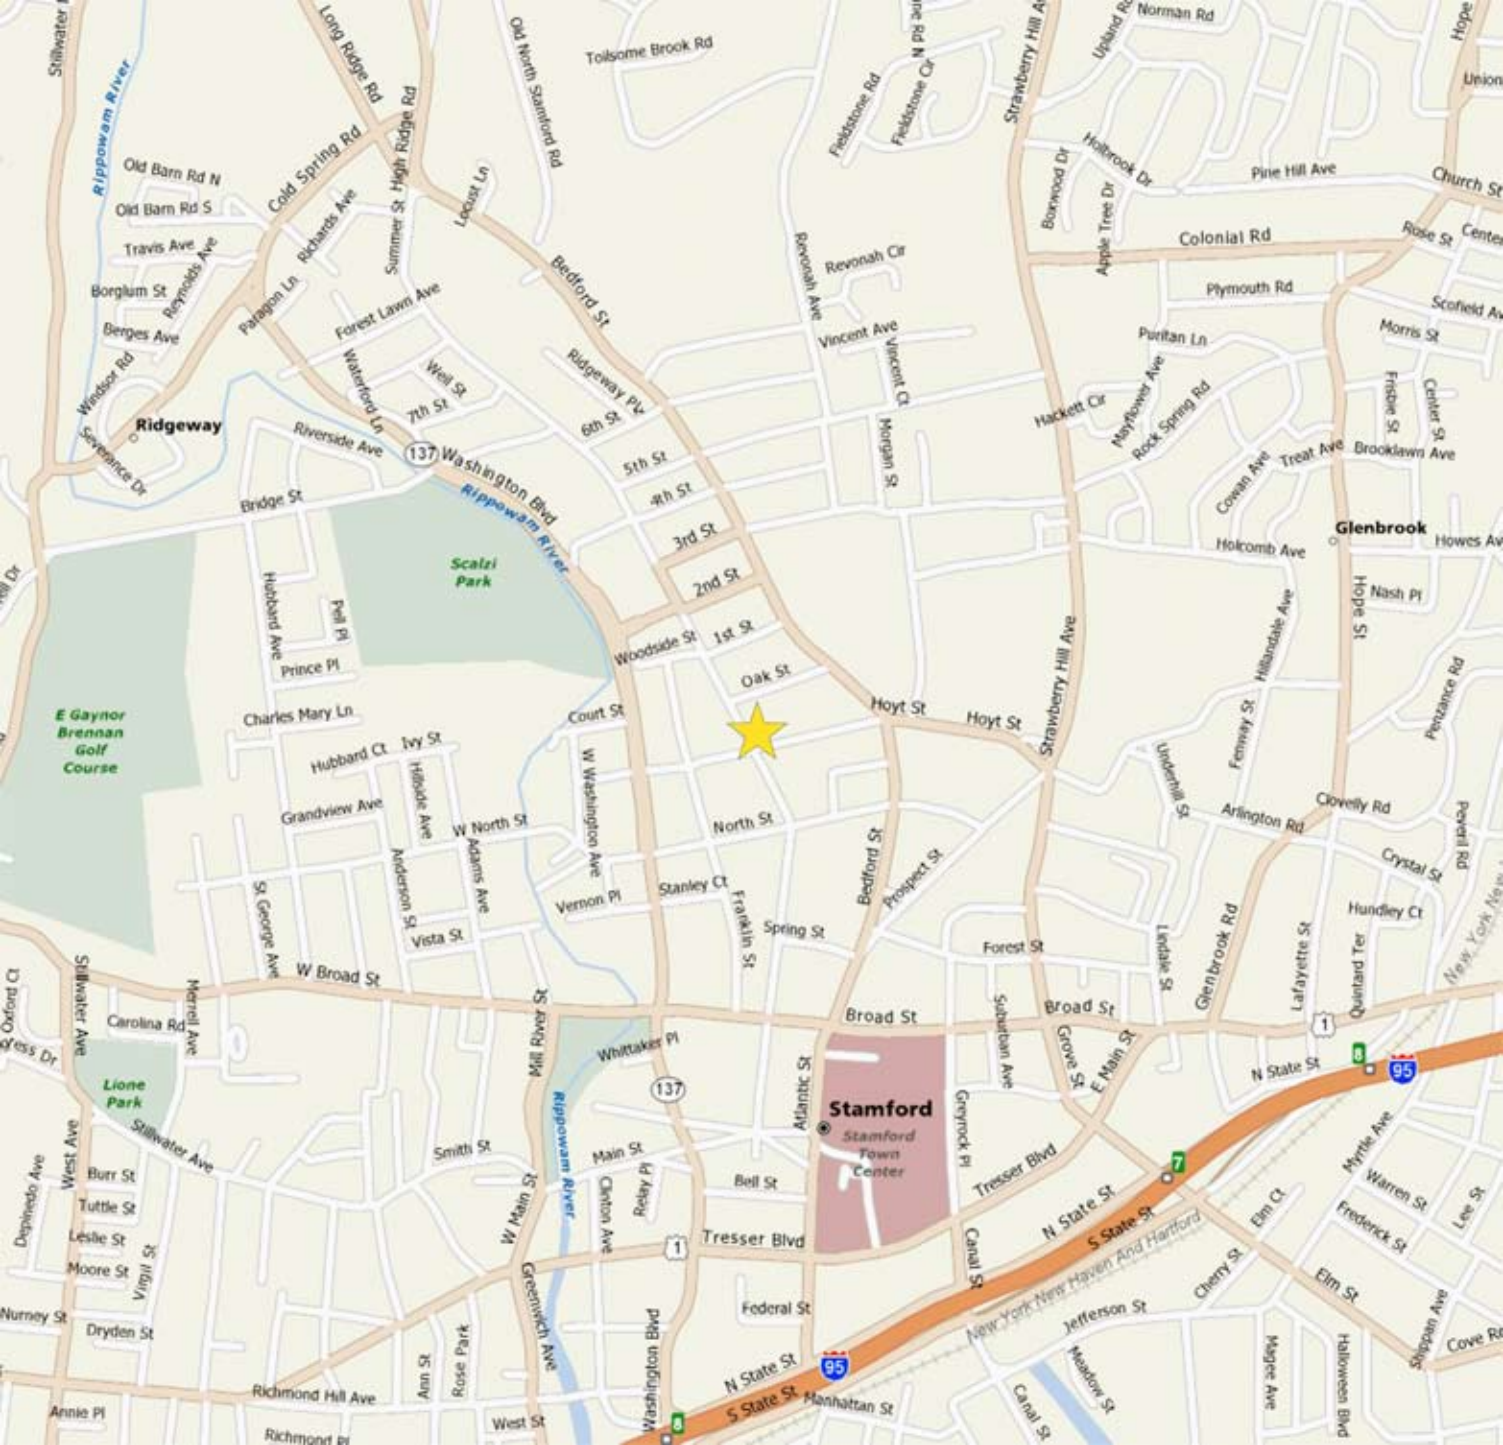 Stillwater
Rippowam River
Long Ridge Rd
Old North Stamford Rd
Toilsome Brook Rd
Fieldstone Rd
Fieldstone Cir
ne Rd N
Strawberry Hill A
Upland Rd
Norman Rd
Hope
Union
High Ridge Rd
Cold Spring Rd
Old Barn Rd N
Old Barn Rd S
Richards Ave
Summer St
Locust Ln
Holbrook Dr
Boxwood Dr
Apple Tree Dr
Pine Hill Ave
Church St
Travis Ave
Reynolds Ave
Borglum St
Berges Ave
Paragon Ln
Forest Lawn Ave
Bedford St
Revonah Ave
Revonah Cir
Colonial Rd
Rose St
Center
Plymouth Rd
Scofield Av
Morris St
Windsor Rd
Waterford Ln
Weil St
7th St
Ridgeway Plz
6th St
Vincent Ave
Vincent Ct
Puritan Ln
Mayflower Ave
Rock Spring Rd
Hackett Cir
Frisbie St
Center St
Ridgeway
Severance Dr
Riverside Ave
137
Washington Blvd
5th St
4th St
3rd St
Morgan St
Cowan Ave
Treat Ave
Brooklawn Ave
Bridge St
Rippowam River
Scalzi
Park
2nd St
Glenbrook
Howes Av
Holcomb Ave
Nash Pl
Hope St
ell Dr
Hubbard Ave
Pell Pl
Prince Pl
Woodside St
1st St
Oak St
Strawberry Hill Ave
Hillandale Ave
Penzance Rd
E Gaynor
Brennan
Golf
Course
Charles Mary Ln
Court St
Hoyt St
Hoyt St
Fenway St
Hubbard Ct
Ivy St
Hillside Ave
W Washington Ave
Underhill St
Grandview Ave
W North St
North St
Arlington Rd
Clovelly Rd
Peveril Rd
Crystal St
St George Ave
Anderson St
Adams Ave
Vernon Pl
Stanley Ct
Franklin St
Bedford St
Prospect St
Spring St
Vista St
Forest St
Lindale St
Glenbrook Rd
Lafayette St
Quintard Ter
Hundley Ct
New York New
Oxford Ct
Stillwater Ave
Merrell Ave
W Broad St
Mill River St
Broad St
Broad St
Suburban Ave
1
Carolina Rd
Whittaker Pl
137
Grove St
E Main St
N State St
8
95
Lione
Park
Stillwater Ave
Rippowam River
Atlantic St
Stamford
Stamford
Town
Center
Greyrock Pl
Tresser Blvd
7
Myrtle Ave
West Ave
Depinedo Ave
Burr St
Tuttle St
Leslie St
Moore St
Virgil St
Smith St
W Main St
Main St
Clinton Ave
Relay Pl
Bell St
1
Tresser Blvd
Canal St
N State St
S State St
New York New Haven And Hartford
Elm Ct
Warren St
Frederick St
Lee St
Cherry St
Elm St
Nurney St
Dryden St
Greenwich Ave
Federal St
Jefferson St
Shippan Ave
Cove Rd
Ann St
Rose Park
Washington Blvd
N State St
S State St
95
Manhattan St
Meadow St
Canal St
Magee Ave
Halloween Blvd
Richmond Hill Ave
Annie Pl
Richmond Pl
West St
8